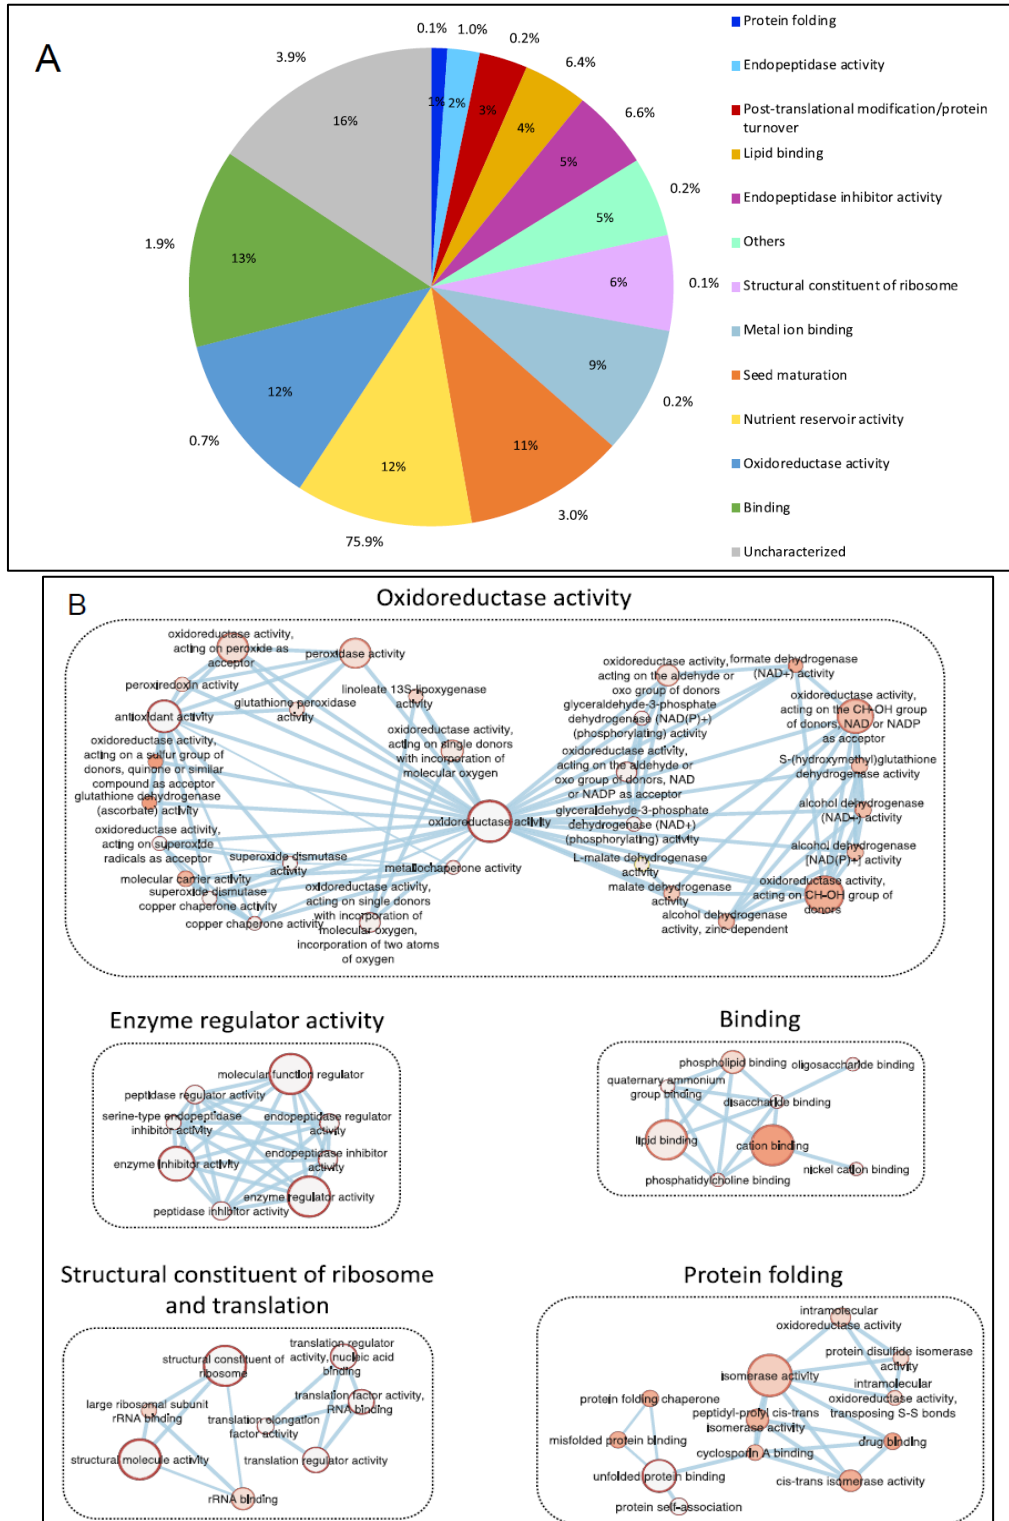 A
0.1%
1.0%
0.2%
6.4%
6.6%
0.2%
0.1%
0.2%
3.0%
75.9%
0.7%
1.9%
3.9%
1%
2%
3%
4%
5%
5%
6%
9%
11%
12%
12%
13%
16%
Protein folding
Endopeptidase activity
Post-translational modification/protein
turnover
Lipid binding
Endopeptidase inhibitor activity
Others
Structural constituent of ribosome
Metal ion binding
Seed maturation
Nutrient reservoir activity
Oxidoreductase activity
Binding
Uncharacterized
B
Oxidoreductase activity
oxidoreductase activity,
acting on peroxide as
acceptor
peroxidase activity
peroxiredoxin activity
glutathione peroxidase
activity
linoleate 13S-lipoxygenase
activity
antioxidant activity
oxidoreductase activity,
acting on single donors
with incorporation of
molecular oxygen
oxidoreductase activity,
acting on a sulfur group of
donors, quinone or similar
compound as acceptor
glutathione dehydrogenase
(ascorbate) activity
oxidoreductase activity,
acting on superoxide
radicals as acceptor
superoxide dismutase
activity
molecular carrier activity
superoxide dismutase
copper chaperone activity
copper chaperone activity
oxidoreductase activity
metallochaperone activity
oxidoreductase activity,
acting on single donors
with incorporation of
molecular oxygen,
incorporation of two atoms
of oxygen
oxidoreductase activity,
acting on the aldehyde or
oxo group of donors
formate dehydrogenase
(NAD+) activity
glyceraldehyde-3-phosphate
dehydrogenase (NAD(P)+)
(phosphorylating) activity
oxidoreductase activity,
acting on the CH-OH group
of donors, NAD or NADP
as acceptor
oxidoreductase activity,
acting on the aldehyde or
oxo group of donors, NAD
or NADP as acceptor
S-(hydroxymethyl)glutathione
dehydrogenase activity
glyceraldehyde-3-phosphate
dehydrogenase (NAD+)
(phosphorylating) activity
alcohol dehydrogenase
(NAD+) activity
alcohol dehydrogenase
[NAD(P)+] activity
L-malate dehydrogenase
activity
malate dehydrogenase
activity
oxidoreductase activity,
acting on CH-OH group of
donors
alcohol dehydrogenase
activity, zinc-dependent
Enzyme regulator activity
molecular function regulator
peptidase regulator activity
serine-type endopeptidase
inhibitor activity
endopeptidase regulator
activity
enzyme inhibitor activity
endopeptidase inhibitor
activity
enzyme regulator activity
peptidase inhibitor activity
Binding
phospholipid binding
oligosaccharide binding
quaternary ammonium
group binding
disaccharide binding
lipid binding
cation binding
nickel cation binding
phosphatidylcholine binding
Structural constituent of ribosome
and translation
structural constituent of
ribosome
translation regulator
activity, nucleic acid
binding
large ribosomal subunit
rRNA binding
translation factor activity,
RNA binding
translation elongation
factor activity
structural molecule activity
translation regulator activity
rRNA binding
Protein folding
intramolecular
oxidoreductase activity
protein disulfide isomerase
activity
isomerase activity
intramolecular
oxidoreductase activity,
transposing S-S bonds
protein folding chaperone
peptidyl-prolyl cis-trans
isomerase activity
misfolded protein binding
drug binding
cyclosporin A binding
unfolded protein binding
cis-trans isomerase activity
protein self-association